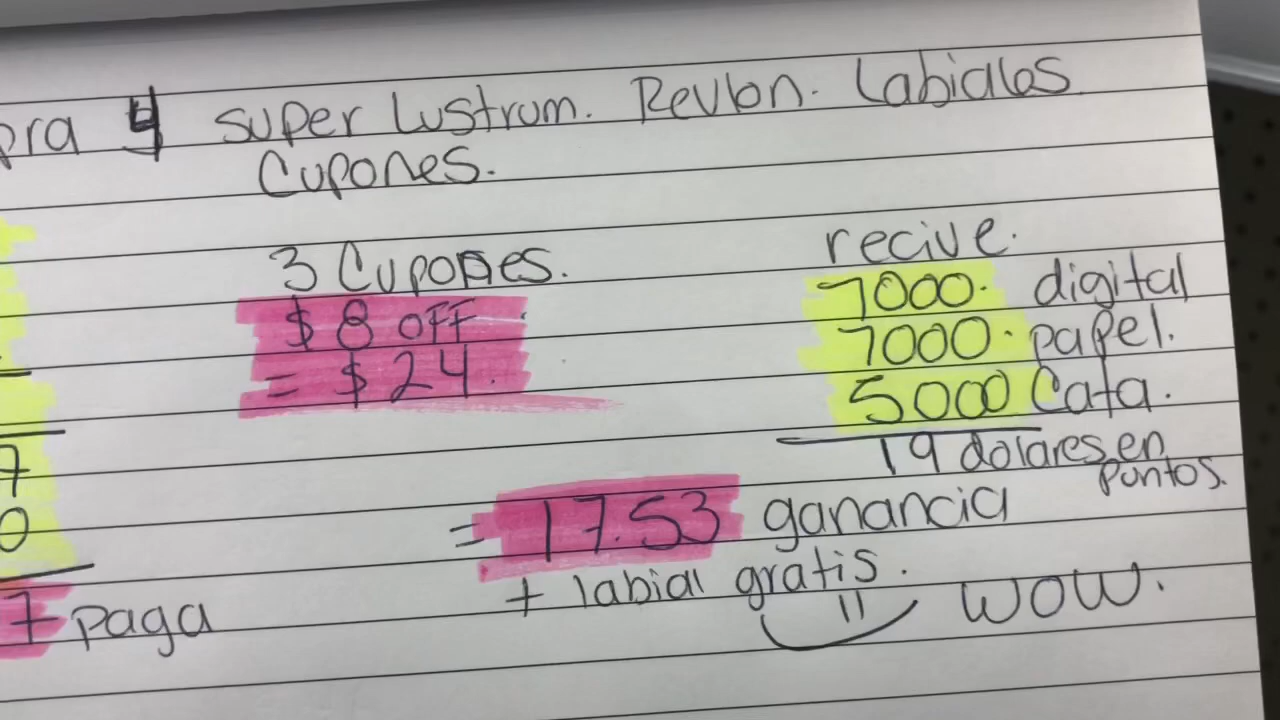 pra 4 super Lustrum. Revlon. Labiales
Cupones.
3 Cupones.
$ 8 off
= $ 24.
recive.
7000. digital
7000. papel.
5000 Cata.
19 dolares en
puntos.
7
0
= 17.53 ganancia
+ labial gratis.
7 paga
WOW.